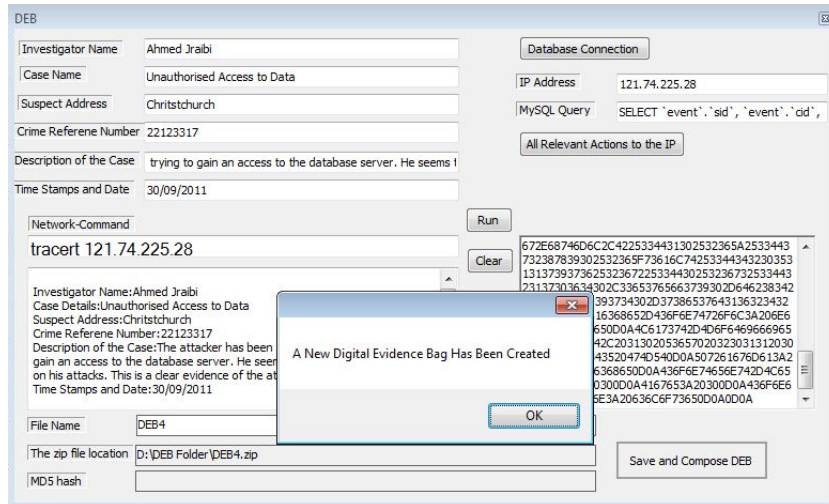 DEB
Investigator Name
Ahmed Jraibi
Case Name
Unauthorised Access to Data
Suspect Address
Chritstchurch
Crime Referene Number
22123317
Description of the Case
trying to gain an access to the database server. He seems
Time Stamps and Date
30/09/2011
Database Connection
IP Address
121.74.225.28
MySQL Query
SELECT `event`.`sid`, `event`.`cid`,
All Relevant Actions to the IP
Network-Command
tracert 121.74.225.28
Run
Clear
Investigator Name:Ahmed Jraibi
Case Details:Unauthorised Access to Data
Suspect Address:Chritstchurch
Crime Referene Number:22123317
Description of the Case:The attacker has been
gain an access to the database server. He seer
on his attacks. This is a clear evidence of the at
Time Stamps and Date:30/09/2011
A New Digital Evidence Bag Has Been Created
OK
File Name
DEB4
The zip file location
D:\DEB Folder\DEB4.zip
MD5 hash
Save and Compose DEB